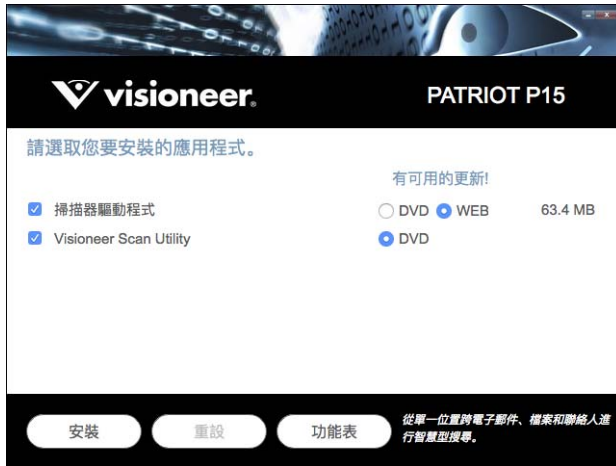 visioneer®
PATRIOT P15
請選取您要安裝的應用程式。
有可用的更新!
掃描器驅動程式 DVD WEB 63.4 MB
Visioneer Scan Utility DVD
安裝 重設 功能表
從單一位置跨電子郵件、檔案和聯絡人進
行智慧型搜尋。